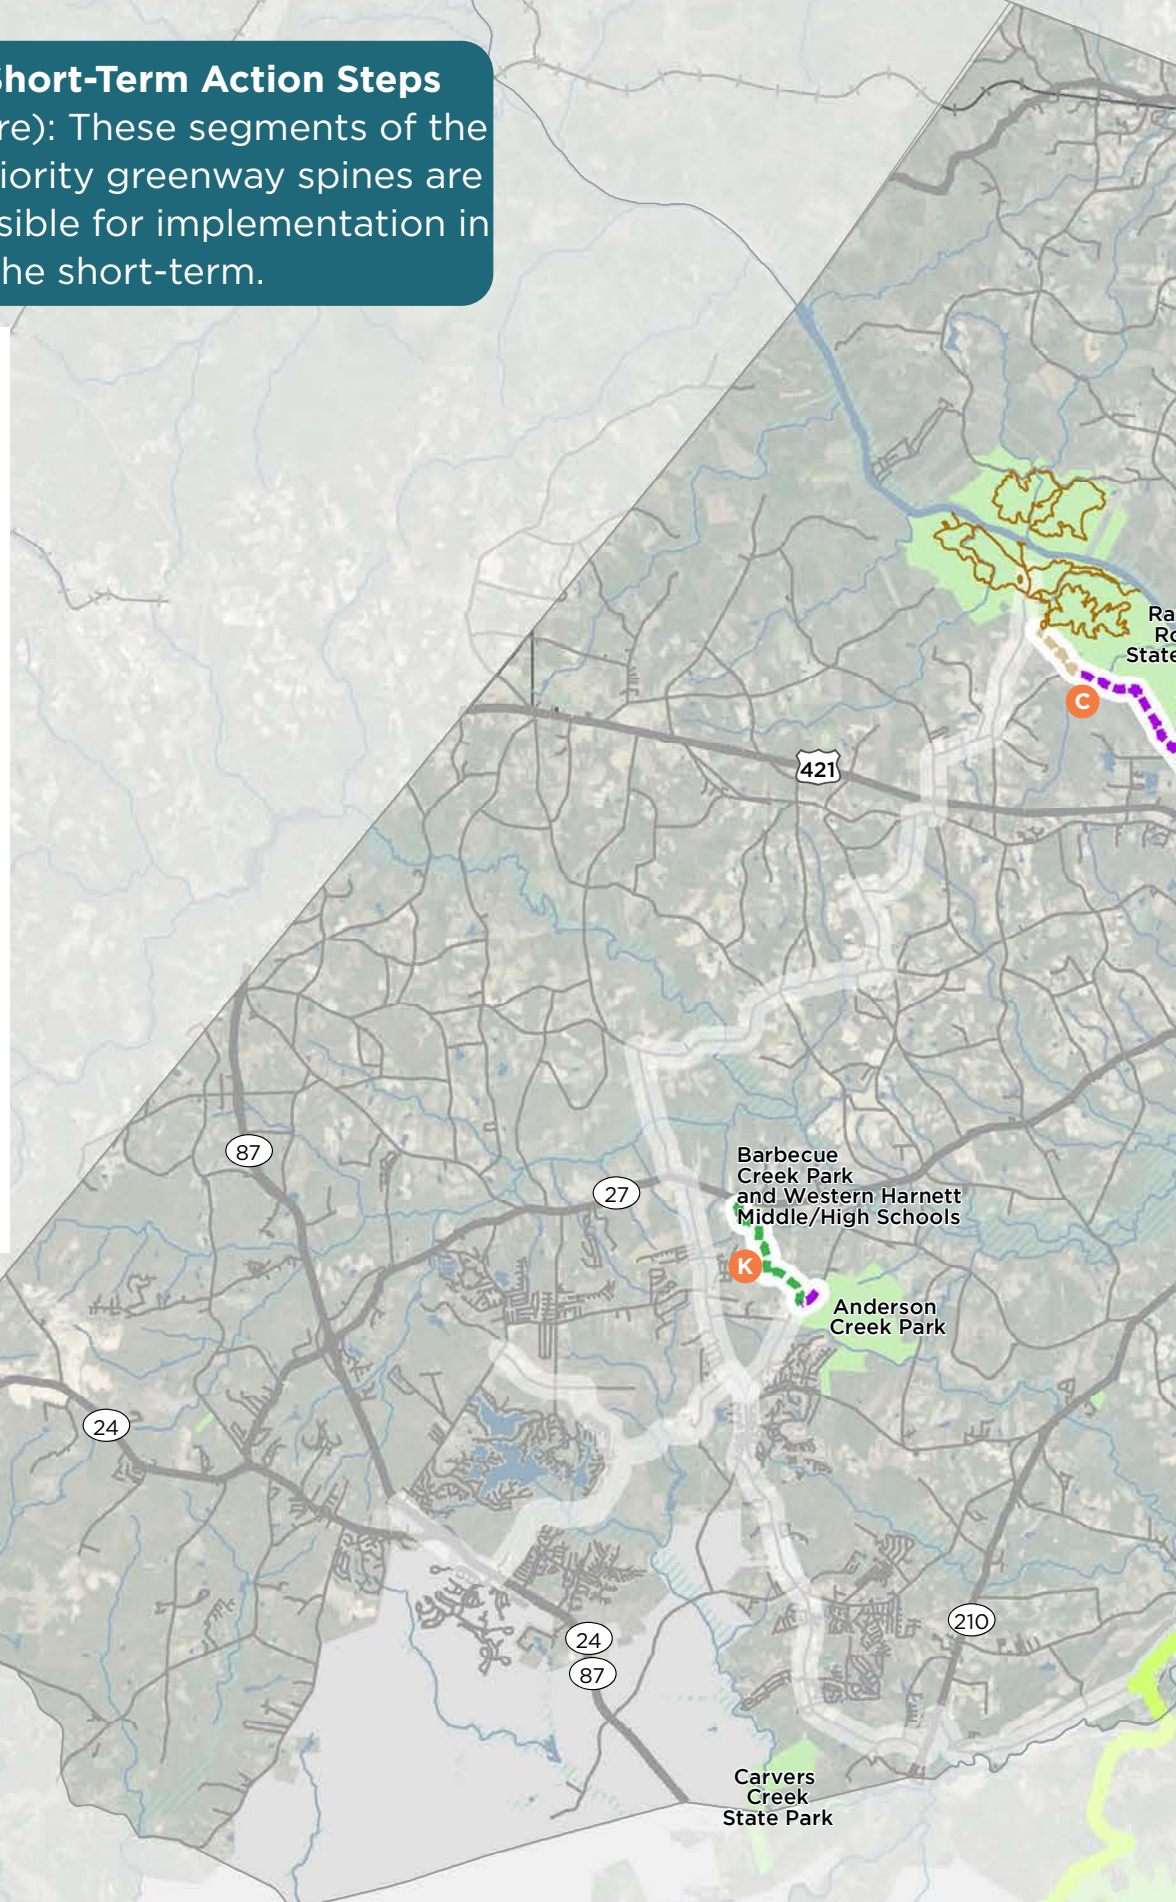 Short-Term Action Steps
re): These segments of the
iority greenway spines are
sible for implementation in
he short-term.
Ra
Ro
State
C
421
87
27
Barbecue
Creek Park
and Western Harnett
Middle/High Schools
K
Anderson
Creek Park
24
210
24
87
Carvers
Creek
State Park